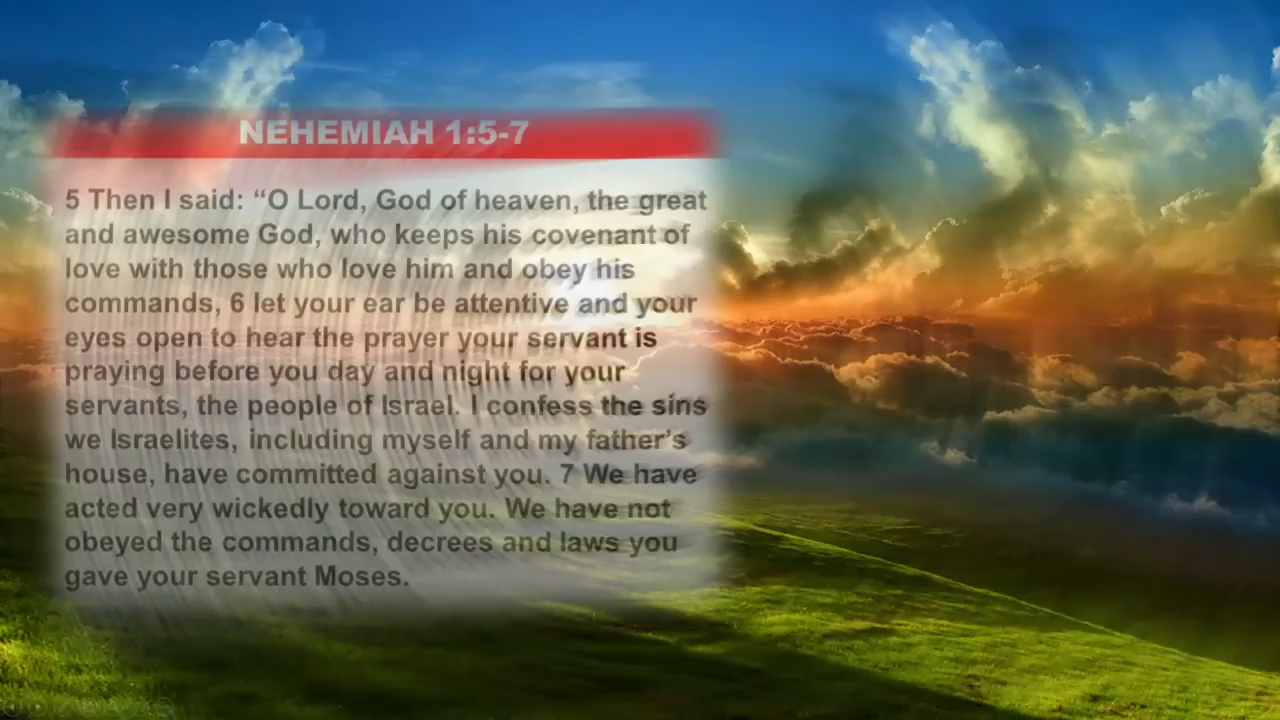 NEHEMIAH 1:5-7
5 Then I said: “O Lord, God of heaven, the great
and awesome God, who keeps his covenant of
love with those who love him and obey his
commands, 6 let your ear be attentive and your
eyes open to hear the prayer your servant is
praying before you day and night for your
servants, the people of Israel. I confess the sins
we Israelites, including myself and my father’s
house, have committed against you. 7 We have
acted very wickedly toward you. We have not
obeyed the commands, decrees and laws you
gave your servant Moses.